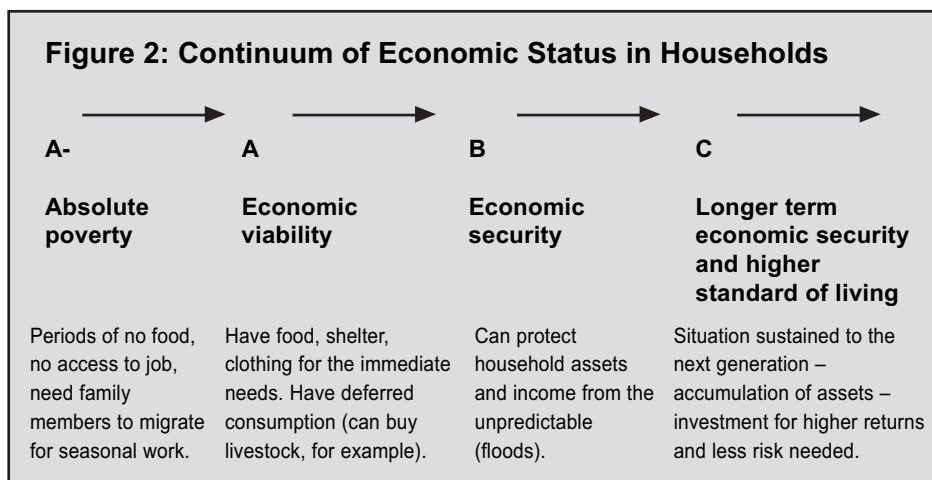 Figure 2: Continuum of Economic Status in Households
A-
Absolute
poverty
Periods of no food,
no access to job,
need family
members to migrate
for seasonal work.
A
Economic
viability
Have food, shelter,
clothing for the immediate
needs. Have deferred
consumption (can buy
livestock, for example).
B
Economic
security
Can protect
household assets
and income from the
unpredictable
(floods).
C
Longer term
economic security
and higher
standard of living
Situation sustained to the
next generation –
accumulation of assets –
investment for higher returns
and less risk needed.